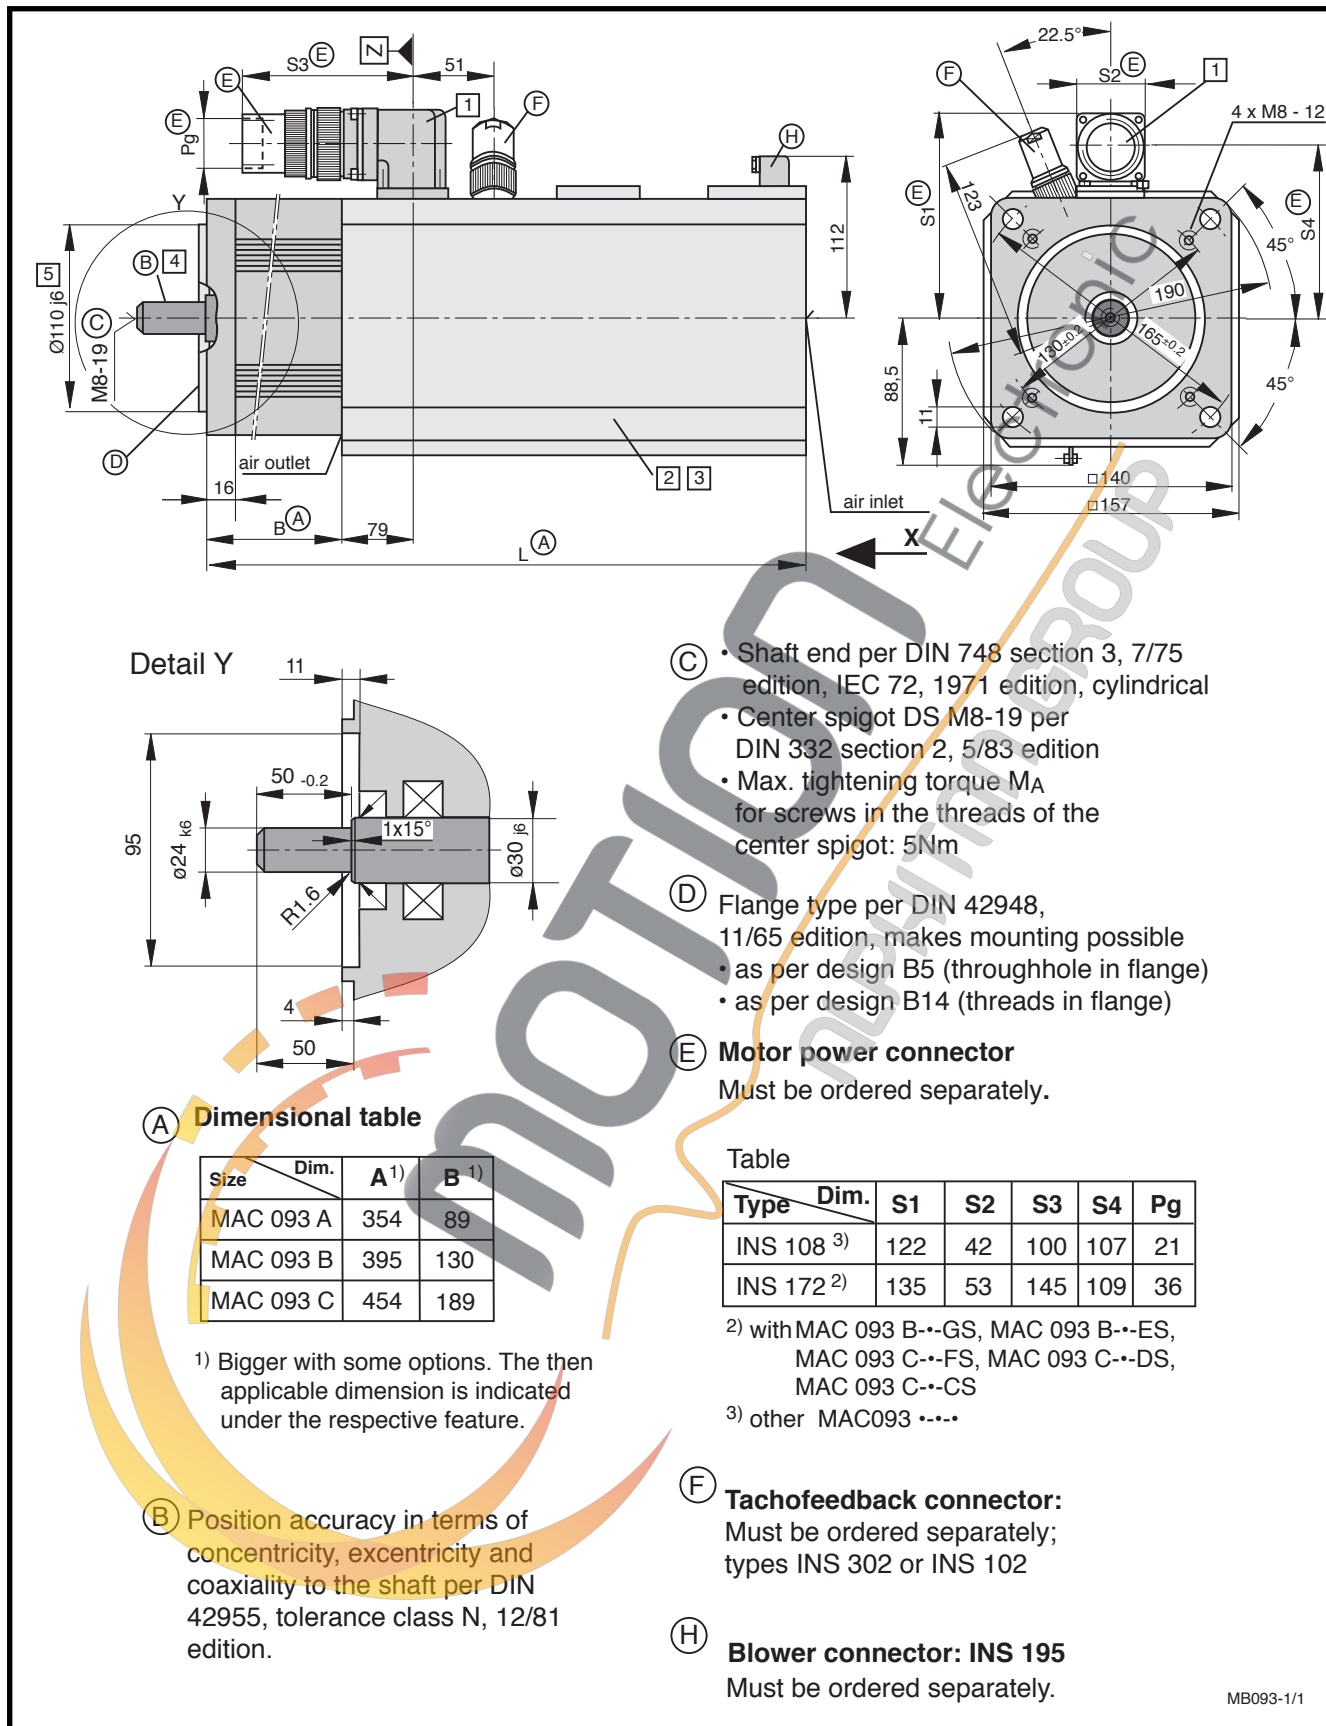 S3 E
Z
51
E
1
F
H
E
Pg
Y
112
B 4
5
Ø110 j6
C
M8-19
D
air outlet
2 3
16
B A
79
L A
air inlet
X
22.5°
F
S2 E
1
4 x M8 - 12
S1 E
123
S4 E
45°
190
130±0.2
165±0.2
88,5
11
45°
□140
□157
Detail Y
11
50 -0.2
95
ø24 k6
1x15°
ø30 j6
R1.6
4
50
C
• Shaft end per DIN 748 section 3, 7/75
edition, IEC 72, 1971 edition, cylindrical
• Center spigot DS M8-19 per
DIN 332 section 2, 5/83 edition
• Max. tightening torque MA
for screws in the threads of the
center spigot: 5Nm
D
Flange type per DIN 42948,
11/65 edition, makes mounting possible
• as per design B5 (throughhole in flange)
• as per design B14 (threads in flange)
E Motor power connector
Must be ordered separately.
A Dimensional table
Size Dim. A 1) B 1)
MAC 093 A 354 89
MAC 093 B 395 130
MAC 093 C 454 189
1) Bigger with some options. The then
applicable dimension is indicated
under the respective feature.
Table
Type Dim. S1 S2 S3 S4 Pg
INS 108 3) 122 42 100 107 21
INS 172 2) 135 53 145 109 36
2) with MAC 093 B-•-GS, MAC 093 B-•-ES,
MAC 093 C-•-FS, MAC 093 C-•-DS,
MAC 093 C-•-CS
3) other MAC093 •-•-•
B Position accuracy in terms of
concentricity, excentricity and
coaxiality to the shaft per DIN
42955, tolerance class N, 12/81
edition.
F Tachofeedback connector:
Must be ordered separately;
types INS 302 or INS 102
H Blower connector: INS 195
Must be ordered separately.
MB093-1/1
MOTION
Electronic
ALPHITAN GROUP